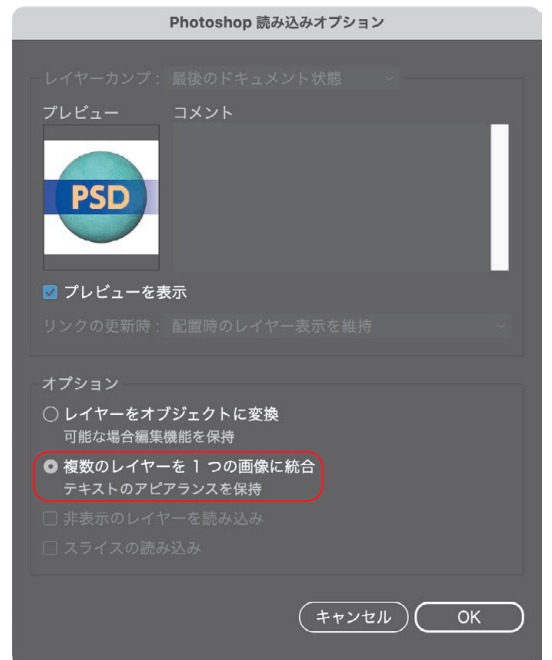 Photoshop 読み込みオプション
レイヤーカンプ : 最後のドキュメント状態
プレビュー コメント
PSD
プレビューを表示
リンクの更新時 : 配置時のレイヤー表示を維持
オプション
レイヤーをオブジェクトに変換
可能な場合編集機能を保持
複数のレイヤーを 1 つの画像に統合
テキストのアピアランスを保持
非表示のレイヤーを読み込み
スライスの読み込み
キャンセル OK